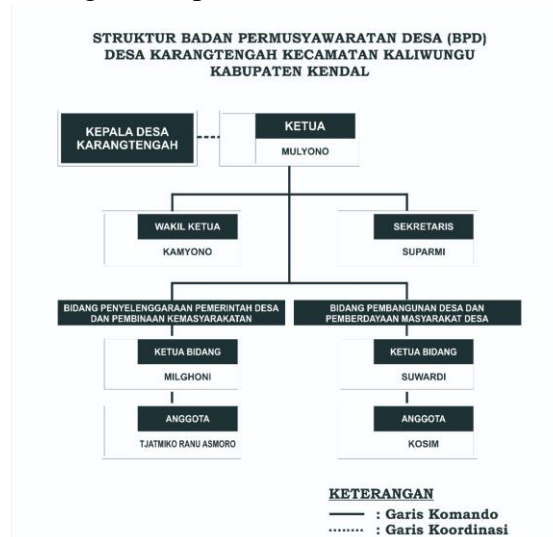 STRUKTUR BADAN PERMUSYAWARATAN DESA (BPD)
DESA KARANGTENGAH KECAMATAN KALIWUNGU
KABUPATEN KENDAL
KEPALA DESA
KARANGTENGAH
KETUA
MULYONO
WAKIL KETUA
KAMYONO
SEKRETARIS
SUPARMI
BIDANG PENYELENGGARAAN PEMERINTAH DESA
DAN PEMBINAAN KEMASYARAKATAN
BIDANG PEMBANGUNAN DESA DAN
PEMBERDAYAAN MASYARAKAT DESA
KETUA BIDANG
MILGHONI
KETUA BIDANG
SUWARDI
ANGGOTA
TJATMIKO RANU ASMORO
ANGGOTA
KOSIM
KETERANGAN
: Garis Komando
: Garis Koordinasi